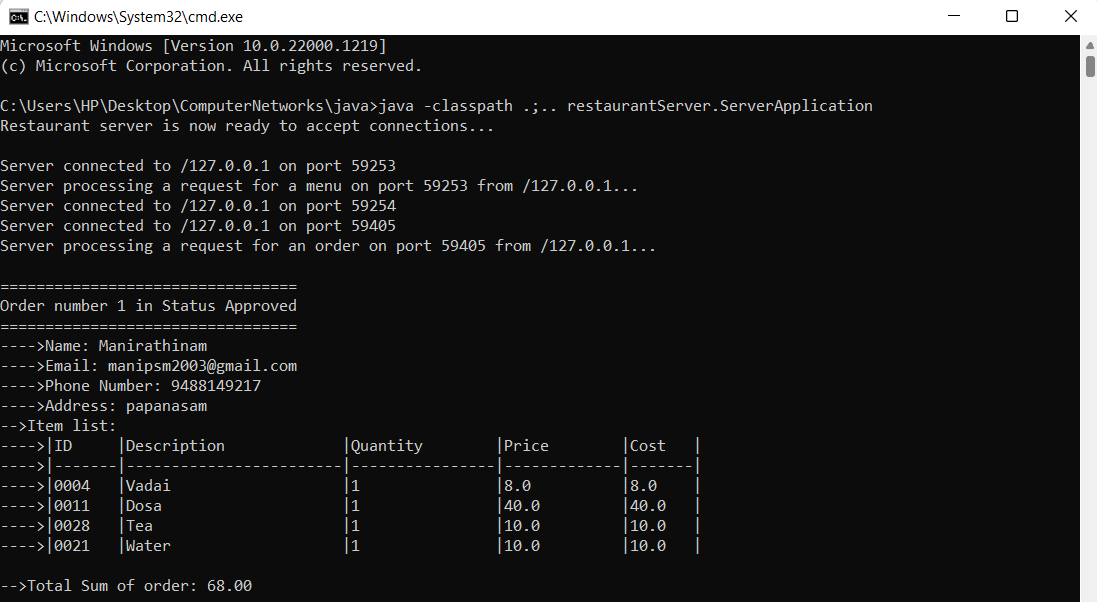 C:\Windows\System32\cmd.exe
Microsoft Windows [Version 10.0.22000.1219]
(c) Microsoft Corporation. All rights reserved.
C:\Users\HP\Desktop\ComputerNetworks\java>java -classpath .;.. restaurantServer.ServerApplication
Restaurant server is now ready to accept connections...
Server connected to /127.0.0.1 on port 59253
Server processing a request for a menu on port 59253 from /127.0.0.1...
Server connected to /127.0.0.1 on port 59254
Server connected to /127.0.0.1 on port 59405
Server processing a request for an order on port 59405 from /127.0.0.1...
=================================
Order number 1 in Status Approved
=================================
---->Name: Manirathinam
---->Email: manipsm2003@gmail.com
---->Phone Number: 9488149217
---->Address: papanasam
-->Item list:
---->|ID     |Description             |Quantity        |Price        |Cost   |
---->|-------|------------------------|----------------|-------------|-------|
---->|0004   |Vadai                   |1               |8.0          |8.0    |
---->|0011   |Dosa                    |1               |40.0         |40.0   |
---->|0028   |Tea                     |1               |10.0         |10.0   |
---->|0021   |Water                   |1               |10.0         |10.0   |
-->Total Sum of order: 68.00